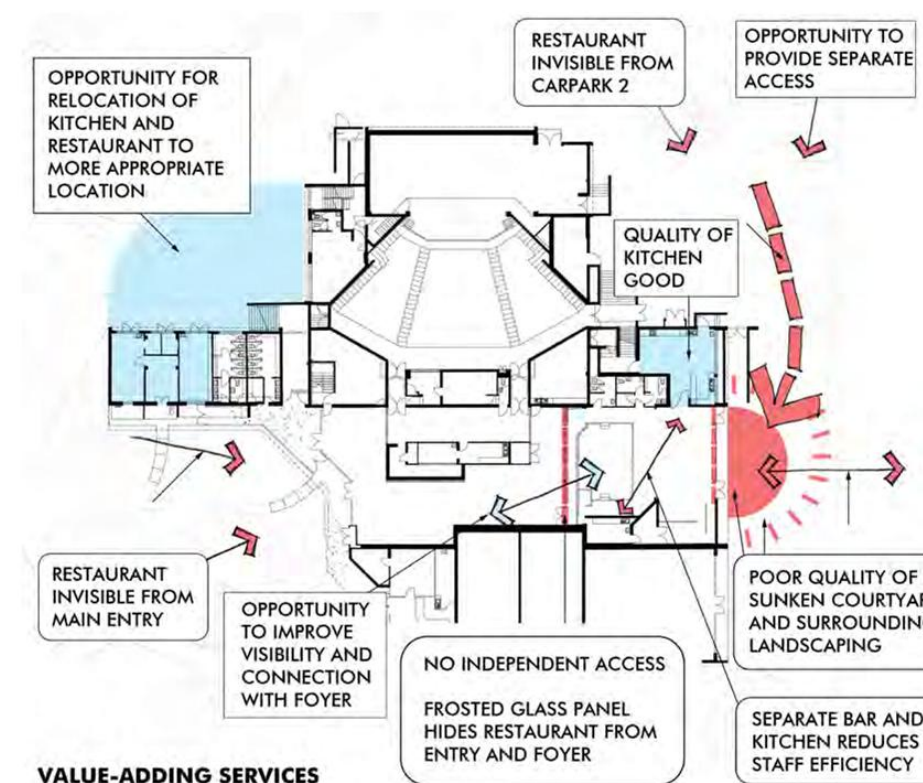 RESTAURANT
INVISIBLE FROM
CARPARK 2
OPPORTUNITY TO
PROVIDE SEPARATE
ACCESS
OPPORTUNITY FOR
RELOCATION OF
KITCHEN AND
RESTAURANT TO
MORE APPROPRIATE
LOCATION
QUALITY OF
KITCHEN
GOOD
RESTAURANT
INVISIBLE FROM
MAIN ENTRY
OPPORTUNITY
TO IMPROVE
VISIBILITY AND
CONNECTION
WITH FOYER
NO INDEPENDENT ACCESS
FROSTED GLASS PANEL
HIDES RESTAURANT FROM
ENTRY AND FOYER
POOR QUALITY OF
SUNKEN
AND SURROUNDING
LANDSCAPING
SEPARATE BAR AND
KITCHEN REDUCES
STAFF EFFICIENCY
VALUE-ADDING SERVICES